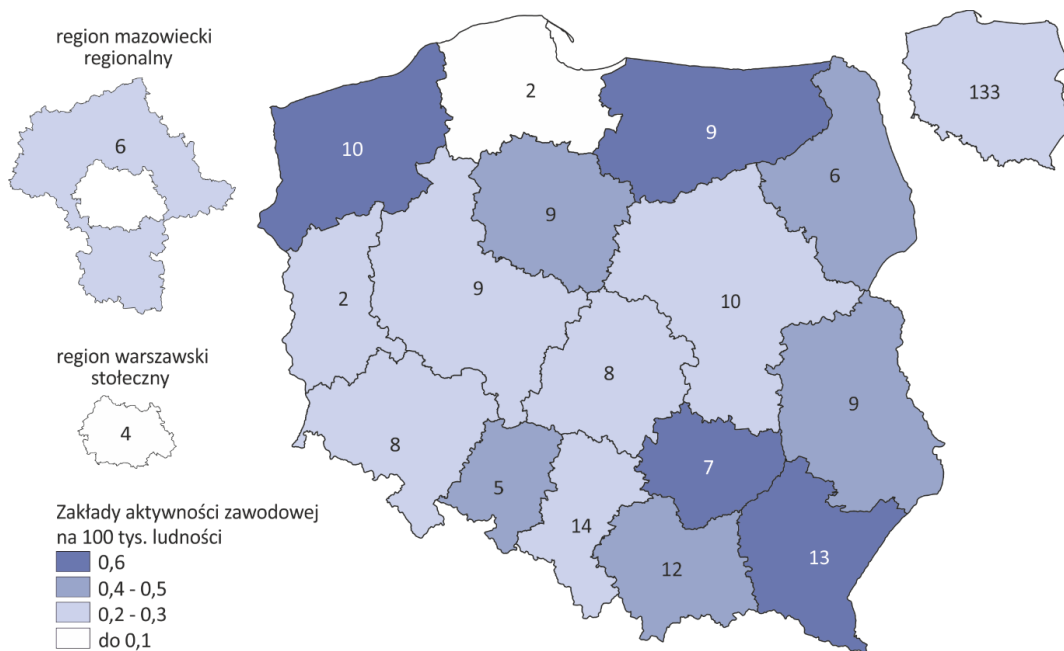 region mazowiecki
regionalny
6
region warszawski
stołeczny
4
Zakłady aktywności zawodowej
na 100 tys. ludności
0,6
0,4 - 0,5
0,2 - 0,3
do 0,1
2
133
10
9
6
9
2
9
10
8
9
8
7
5
14
12
13